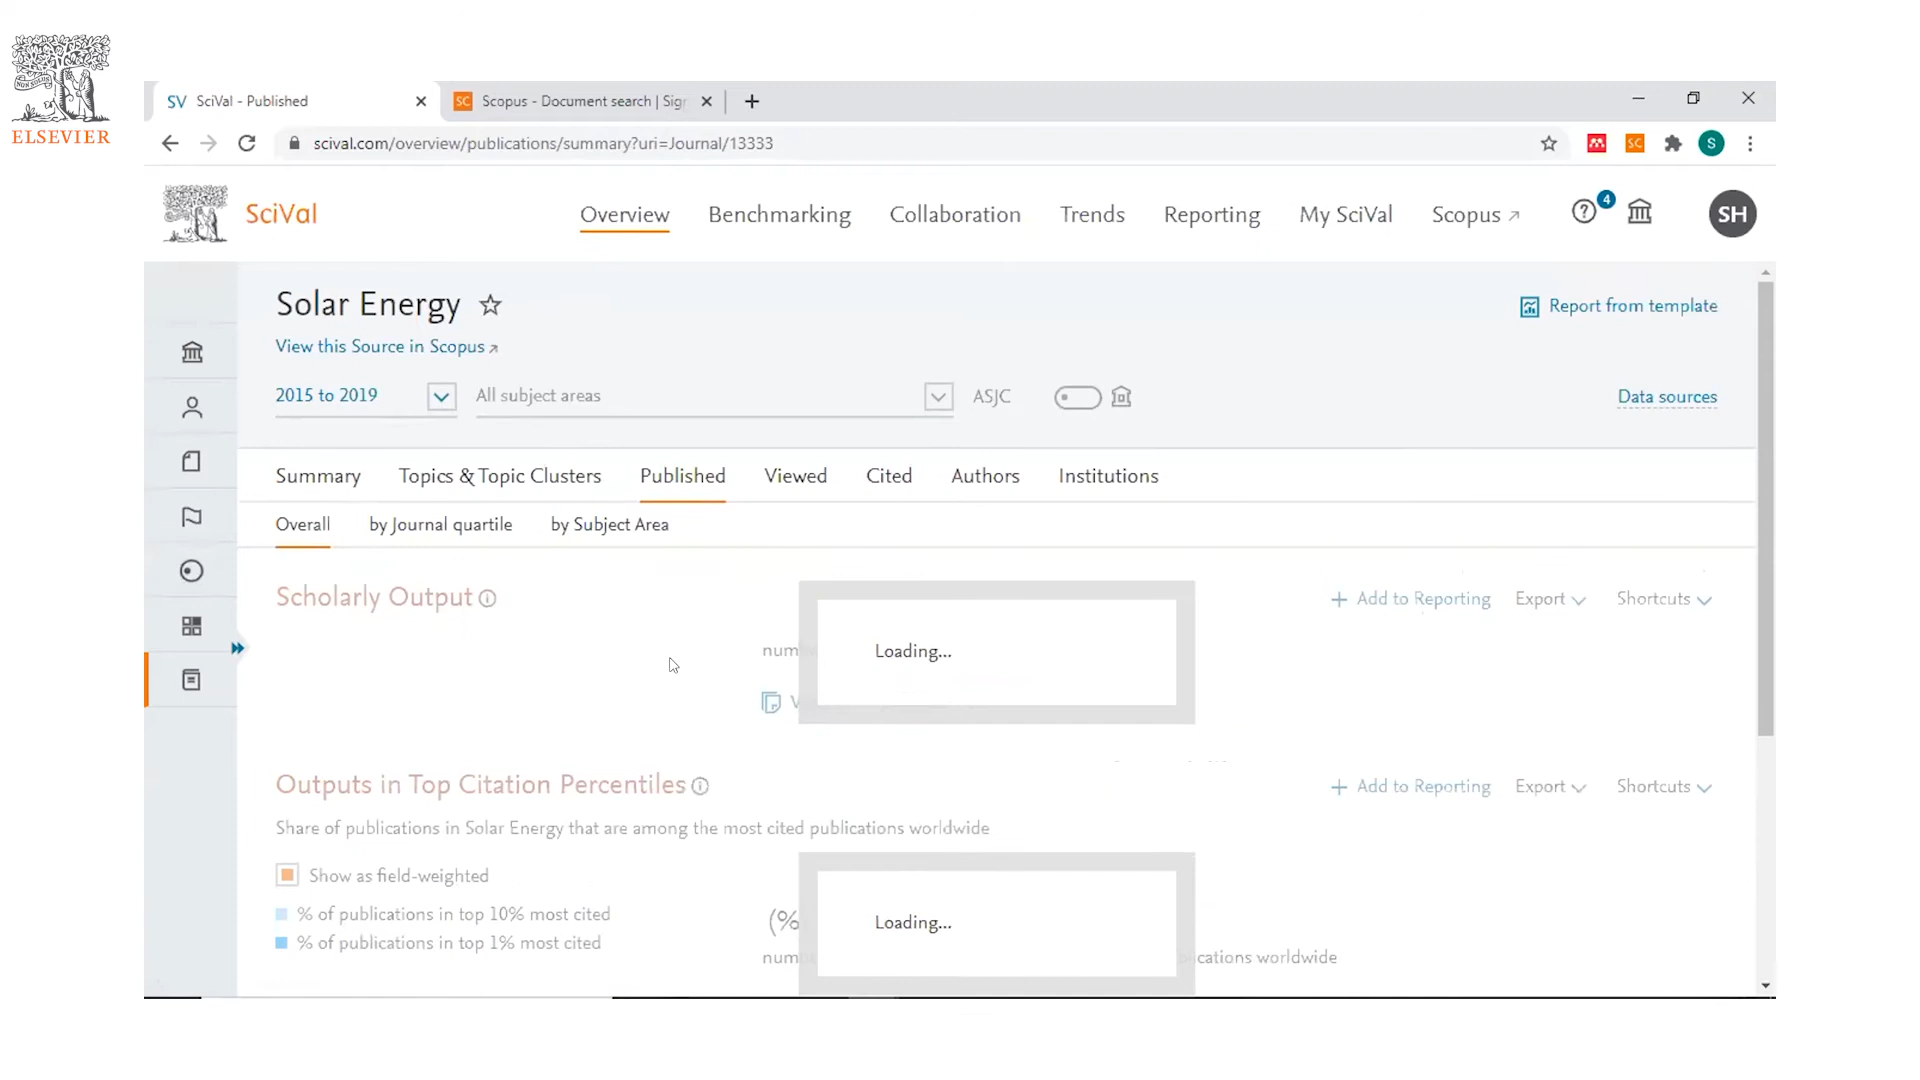 ELSEVIER
SV SciVal - Published
SC Scopus - Document search | Sig
scival.com/overview/publications/summary?uri=Journal/13333
SC S
SciVal
Overview Benchmarking Collaboration Trends Reporting My SciVal Scopus 4 SH
Solar Energy
Report from template
View this Source in Scopus
2015 to 2019 All subject areas ASJC Data sources
Summary Topics & Topic Clusters Published Viewed Cited Authors Institutions
Overall by Journal quartile by Subject Area
Scholarly Output
+ Add to Reporting Export Shortcuts
Loading...
Outputs in Top Citation Percentiles
+ Add to Reporting Export Shortcuts
Share of publications in Solar Energy that are among the most cited publications worldwide
Show as field-weighted
% of publications in top 10% most cited
(%
Loading...
% of publications in top 1% most cited
worldwide